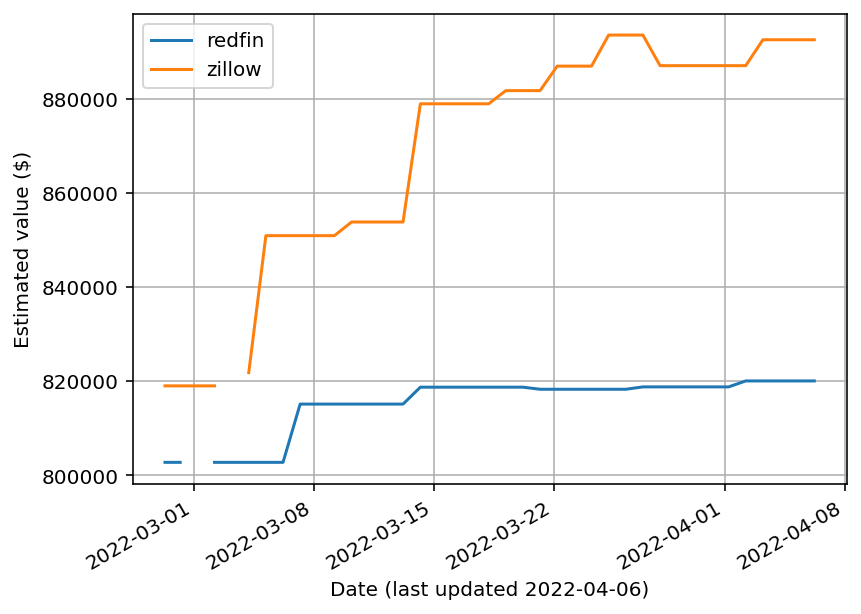 redfin
zillow
880000
860000
840000
820000
800000
Estimated value ($)
2022-03-01
2022-03-08
2022-03-15
2022-03-22
2022-04-01
2022-04-08
Date (last updated 2022-04-06)